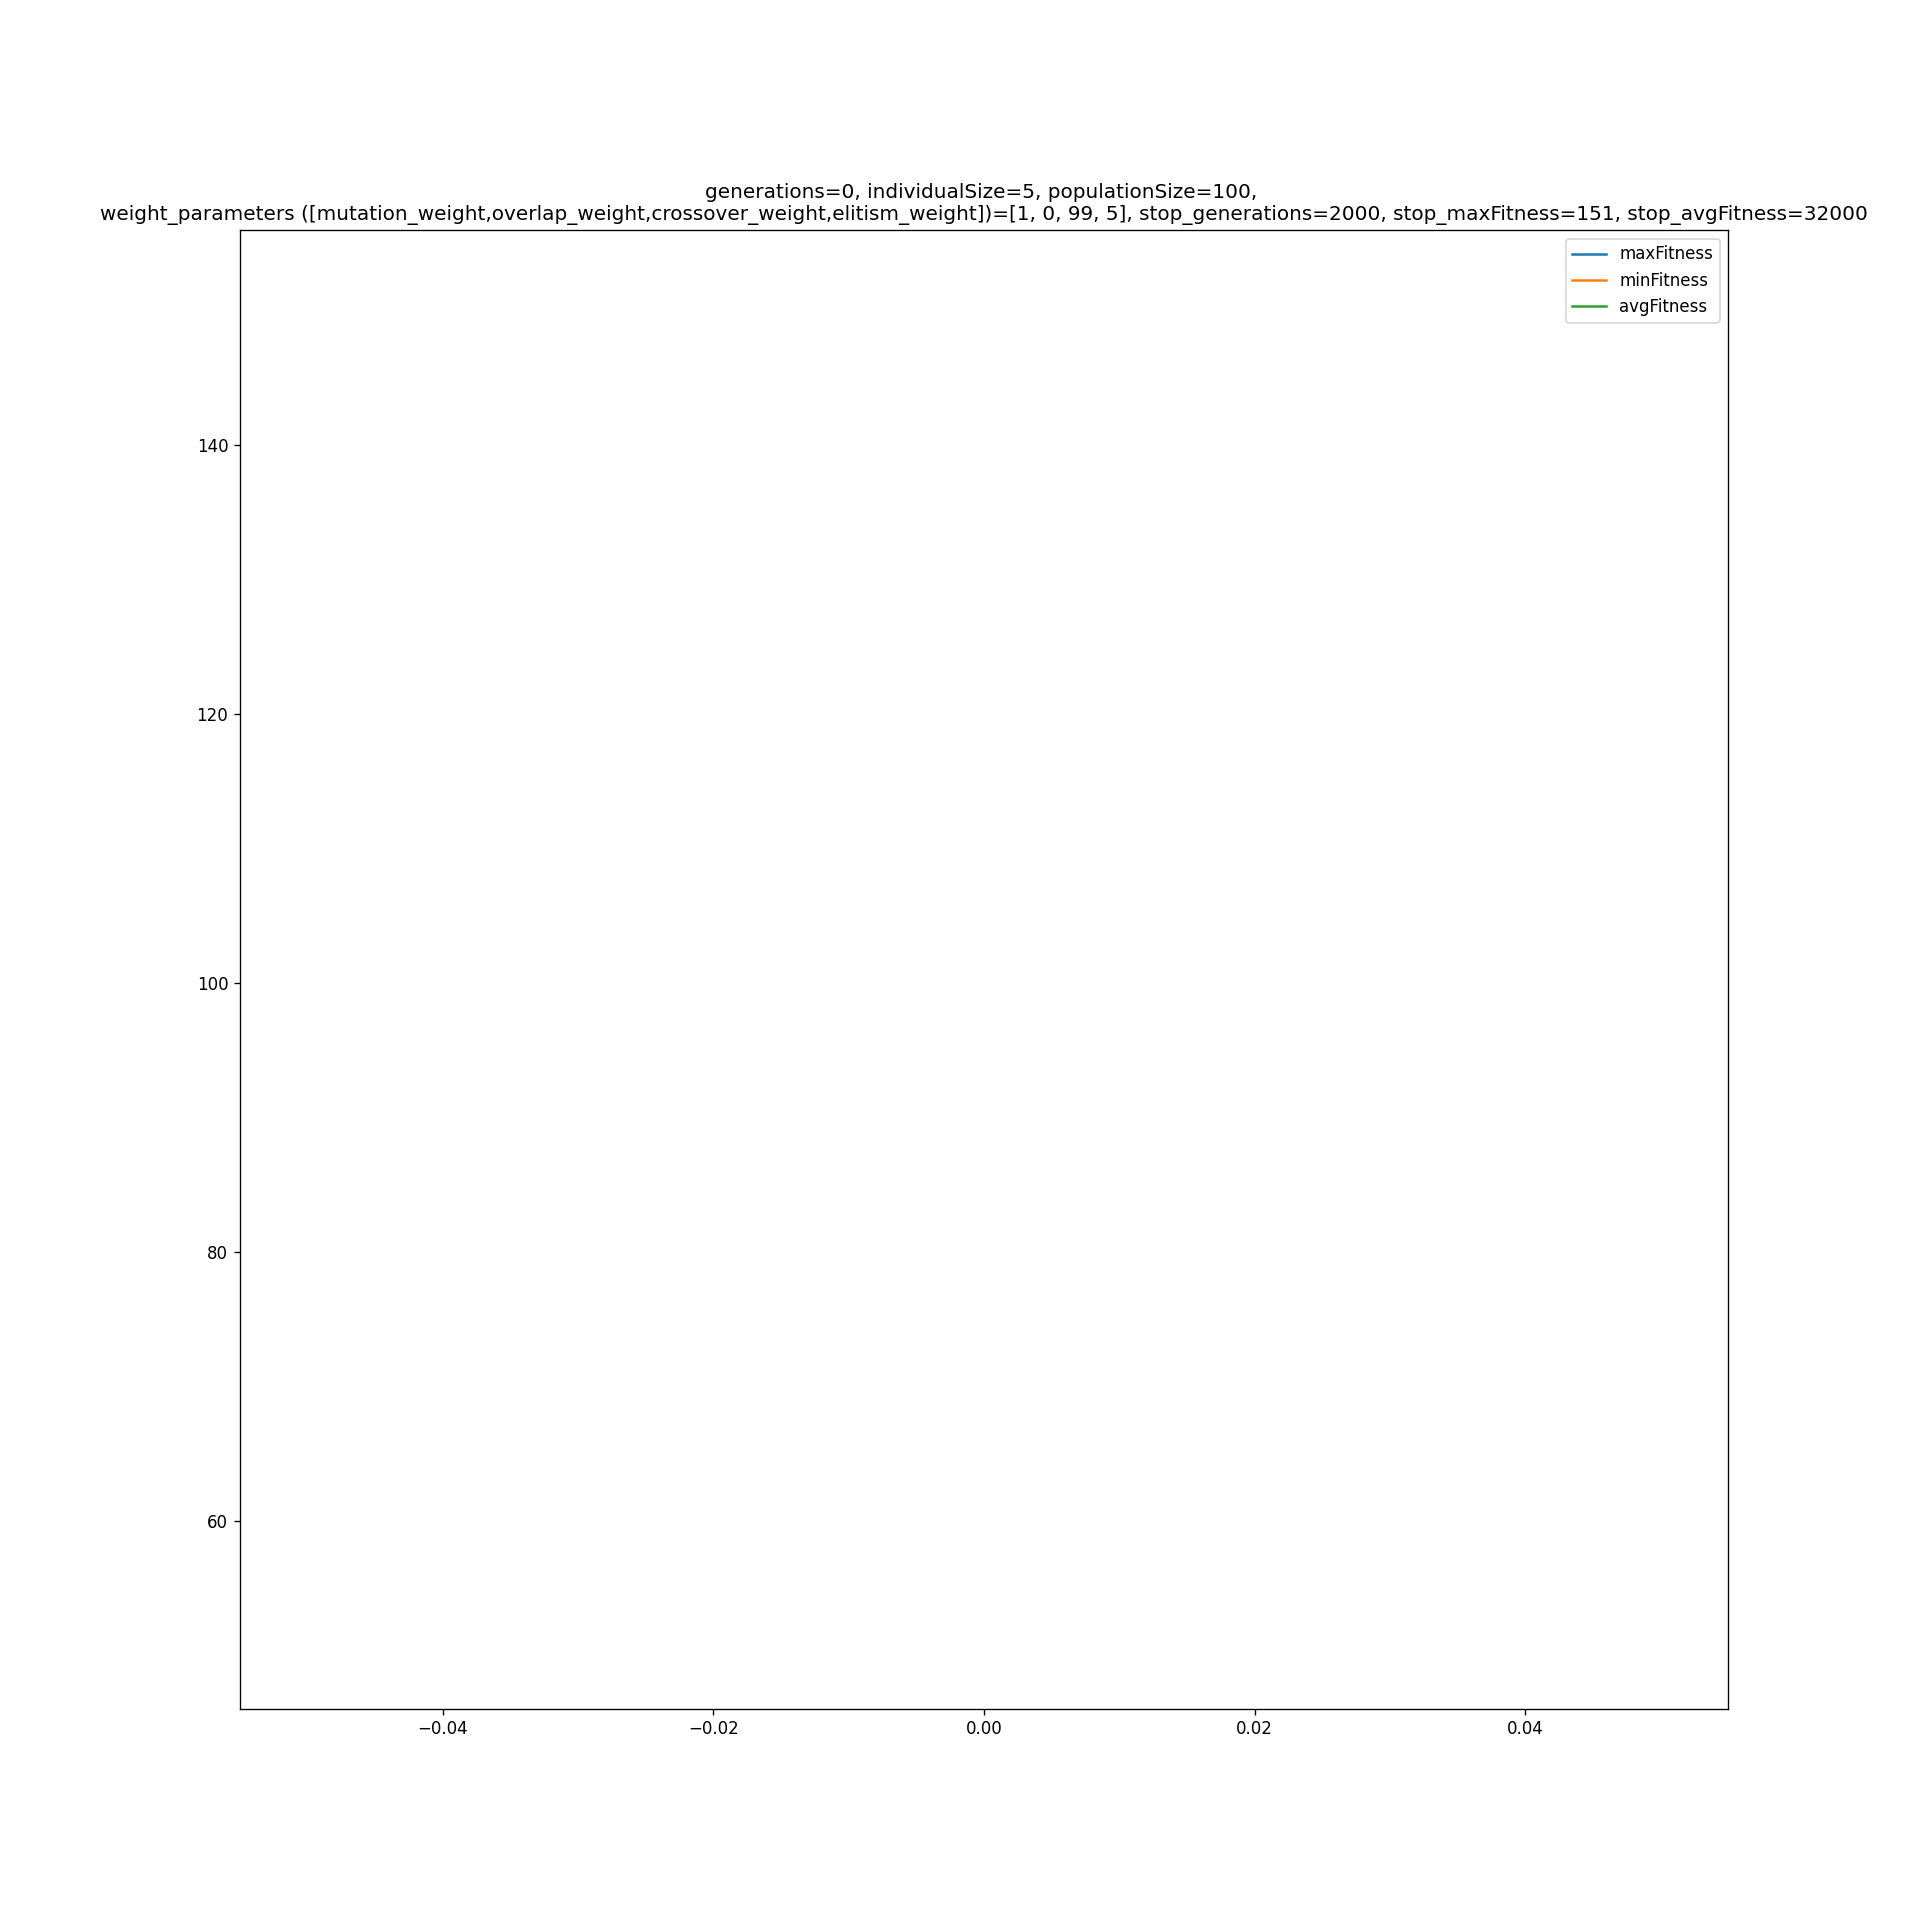 generations=0, individualSize=5, populationSize=100,
weight_parameters ([mutation_weight,overlap_weight,crossover_weight,elitism_weight])=[1, 0, 99, 5], stop_generations=2000, stop_maxFitness=151, stop_avgFitness=32000
maxFitness
minFitness
avgFitness
140
120
100
80
60
−0.04
−0.02
0.00
0.02
0.04